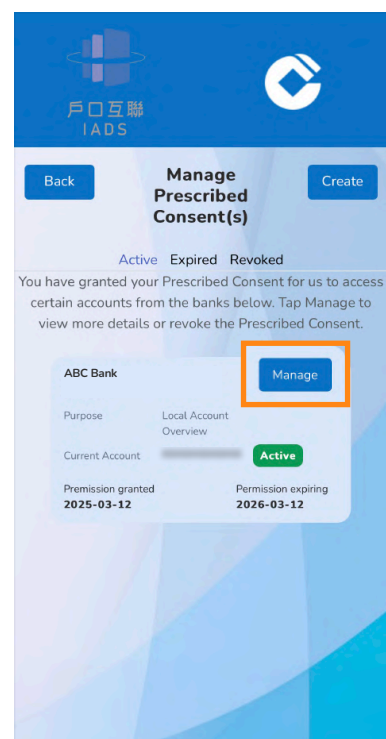 戶口互聯
IADS
Back
Manage
Prescribed
Consent(s)
Create
Active Expired Revoked
You have granted your Prescribed Consent for us to access
certain accounts from the banks below. Tap Manage to
view more details or revoke the Prescribed Consent.
ABC Bank
Manage
Purpose
Local Account
Overview
Current Account
Active
Premission granted
Permission expiring
2025-03-12
2026-03-12